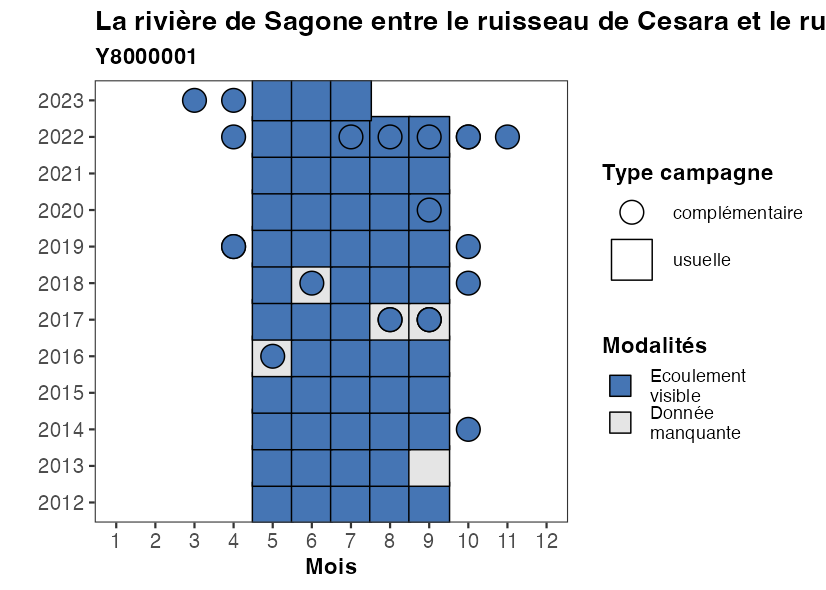 La rivière de Sagone entre le ruisseau de Cesara et le ru
Y8000001
2023
2022
2021
2020
2019
2018
2017
2016
2015
2014
2013
2012
1 2 3 4 5 6 7 8 9 10 11 12
Mois
Type campagne
complémentaire
usuelle
Modalités
Ecoulement
visible
Donnée
manquante